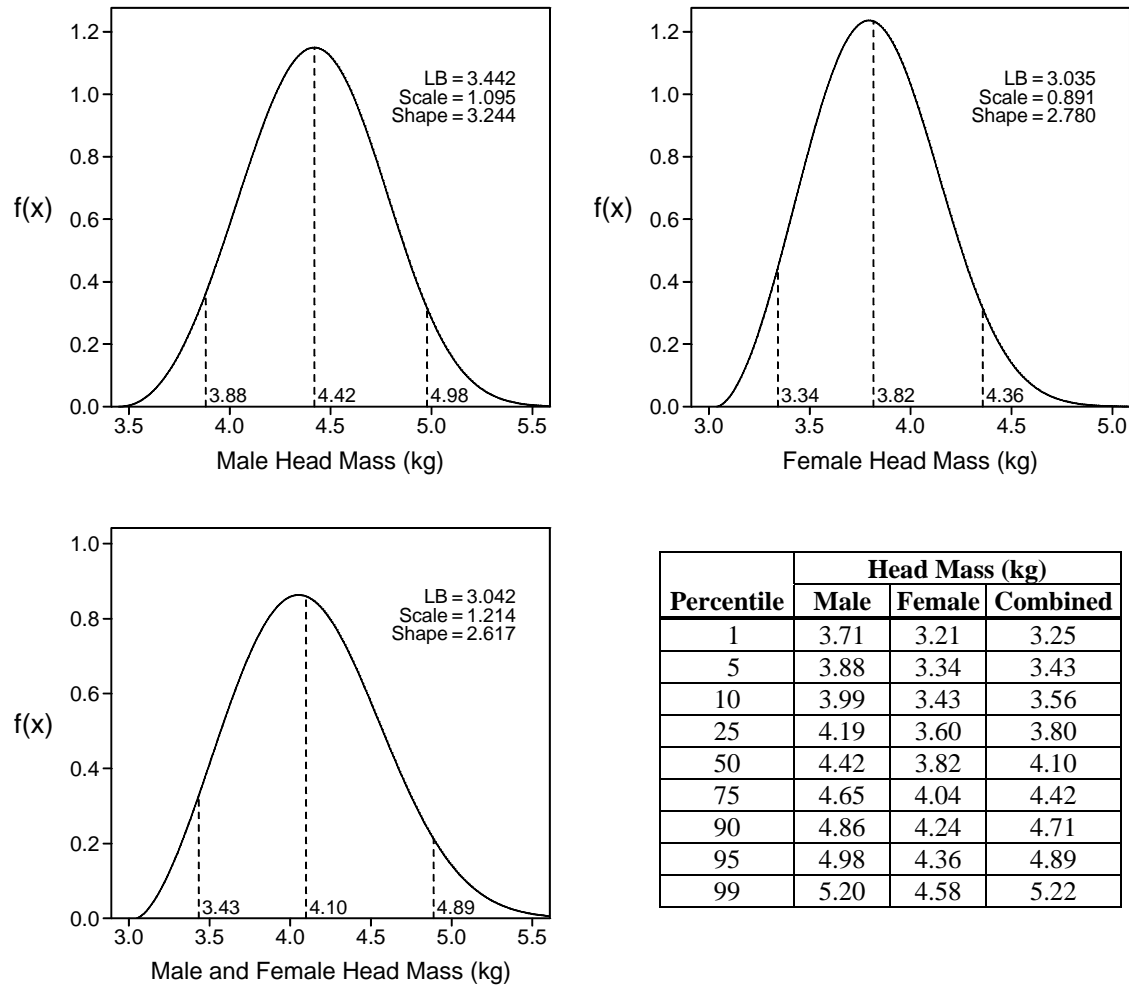 1.2
1.0
0.8
0.6
0.4
0.2
0.0
f(x)
LB = 3.442
Scale = 1.095
Shape = 3.244
3.88 4.42 4.98
3.5 4.0 4.5 5.0 5.5
Male Head Mass (kg)
1.2
1.0
0.8
0.6
0.4
0.2
0.0
f(x)
LB = 3.035
Scale = 0.891
Shape = 2.780
3.34 3.82 4.36
3.0 3.5 4.0 4.5 5.0
Female Head Mass (kg)
1.0
0.8
0.6
0.4
0.2
0.0
f(x)
LB = 3.042
Scale = 1.214
Shape = 2.617
3.43 4.10 4.89
3.0 3.5 4.0 4.5 5.0 5.5
Male and Female Head Mass (kg)
Head Mass (kg)
Percentile Male Female Combined
1 3.71 3.21 3.25
5 3.88 3.34 3.43
10 3.99 3.43 3.56
25 4.19 3.60 3.80
50 4.42 3.82 4.10
75 4.65 4.04 4.42
90 4.86 4.24 4.71
95 4.98 4.36 4.89
99 5.20 4.58 5.22